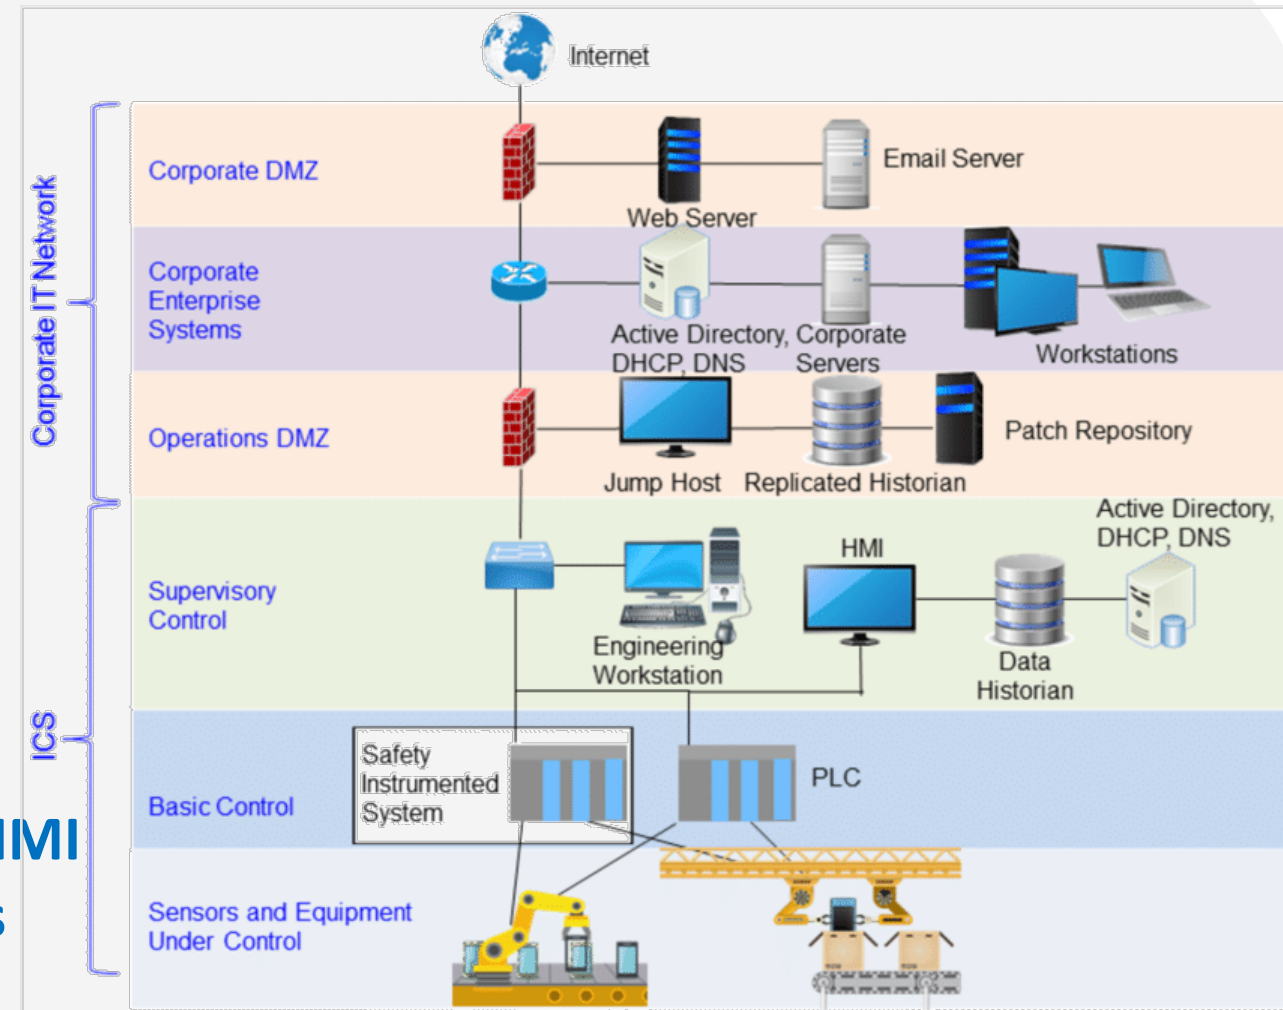 Internet
Corporate IT Network
Corporate DMZ
Email Server
Web Server
Corporate
Enterprise
Systems
Active Directory,
DHCP, DNS
Corporate
Servers
Workstations
Operations DMZ
Jump Host
Replicated Historian
Patch Repository
ICS
Supervisory
Control
Engineering
Workstation
HMI
Data
Historian
Active Directory,
DHCP, DNS
Basic Control
Safety
Instrumented
System
PLC
Sensors and Equipment
Under Control